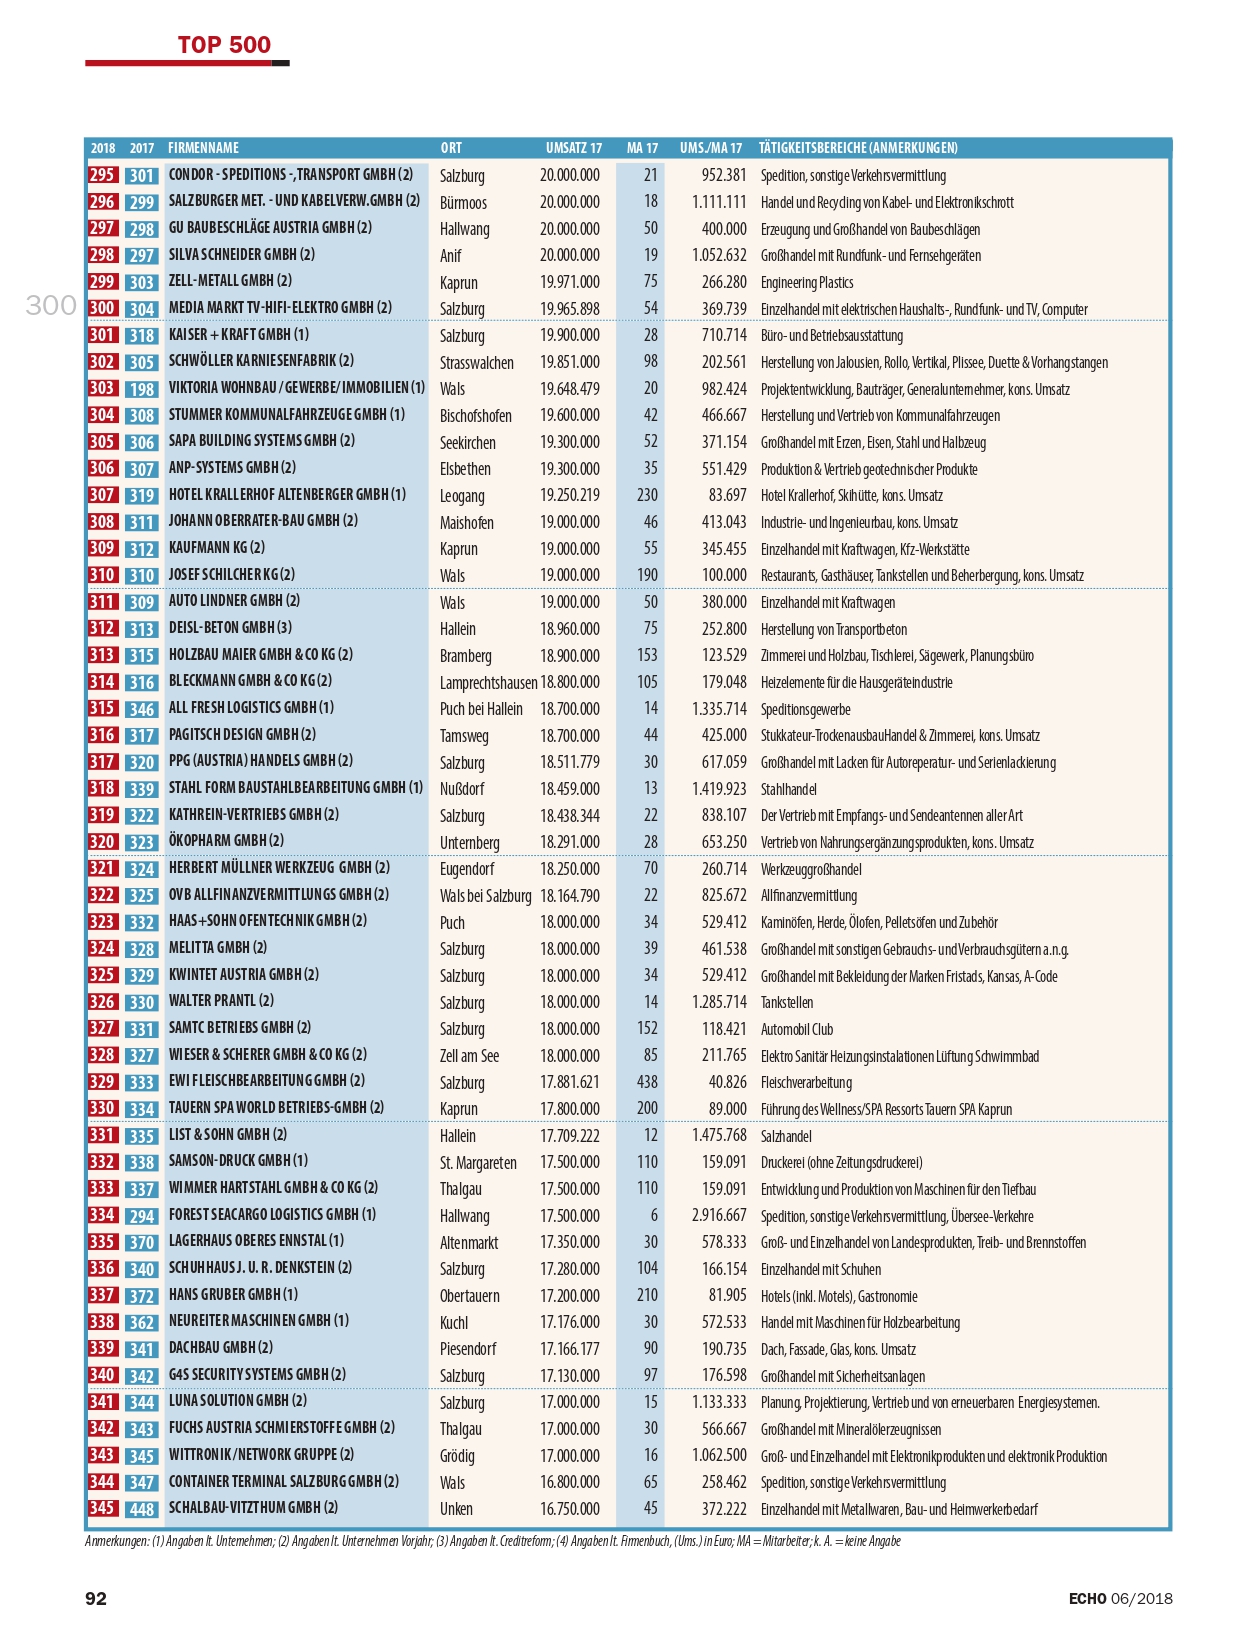 TOP 500
2018 2017 FIRMENNAME ORT UMSATZ 17 MA 17 UMS./MA 17 TÄTIGKEITSBEREICHE (ANMERKUNGEN)
295 301 CONDOR - SPEDITIONS -,TRANSPORT GMBH (2) Salzburg 20.000.000 21 952.381 Spedition, sonstige Verkehrsvermittlung
296 299 SALZBURGER MET. - UND KABELVERW.GMBH (2) Bürmoos 20.000.000 18 1.111.111 Handel und Recycling von Kabel- und Elektronikschrott
297 298 GU BAUBESCHLÄGE AUSTRIA GMBH (2) Hallwang 20.000.000 50 400.000 Erzeugung und Großhandel von Baubeschlägen
298 297 SILVA SCHNEIDER GMBH (2) Anif 20.000.000 19 1.052.632 Großhandel mit Rundfunk- und Fernsehgeräten
299 303 ZELL-METALL GMBH (2) Kaprun 19.971.000 75 266.280 Engineering Plastics
300
300 304 MEDIA MARKT TV-HIFI-ELEKTRO GMBH (2) Salzburg 19.965.898 54 369.739 Einzelhandel mit elektrischen Haushalts-, Rundfunk- und TV, Computer
301 318 KAISER + KRAFT GMBH (1) Salzburg 19.900.000 28 710.714 Büro- und Betriebsausstattung
302 305 SCHWÖLLER KARNIESENFABRIK (2) Strasswalchen 19.851.000 98 202.561 Herstellung von Jalousien, Rollo, Vertikal, Plissee, Duette & Vorhangstangen
303 198 VIKTORIA WOHNBAU / GEWERBE/ IMMOBILIEN (1) Wals 19.648.479 20 982.424 Projektentwicklung, Bauträger, Generalunternehmer, kons. Umsatz
304 308 STUMMER KOMMUNALFAHRZEUGE GMBH (1) Bischofshofen 19.600.000 42 466.667 Herstellung und Vertrieb von Kommunalfahrzeugen
305 306 SAPA BUILDING SYSTEMS GMBH (2) Seekirchen 19.300.000 52 371.154 Großhandel mit Erzen, Eisen, Stahl und Halbzeug
306 307 ANP-SYSTEMS GMBH (2) Elsbethen 19.300.000 35 551.429 Produktion & Vertrieb geotechnischer Produkte
307 319 HOTEL KRALLERHOF ALTENBERGER GMBH (1) Leogang 19.250.219 230 83.697 Hotel Krallerhof, Skihütte, kons. Umsatz
308 311 JOHANN OBERRATER-BAU GMBH (2) Maishofen 19.000.000 46 413.043 Industrie- und Ingenieurbau, kons. Umsatz
309 312 KAUFMANN KG (2) Kaprun 19.000.000 55 345.455 Einzelhandel mit Kraftwagen, Kfz-Werkstätte
310 310 JOSEF SCHILCHER KG (2) Wals 19.000.000 190 100.000 Restaurants, Gasthäuser, Tankstellen und Beherbergung, kons. Umsatz
311 309 AUTO LINDNER GMBH (2) Wals 19.000.000 50 380.000 Einzelhandel mit Kraftwagen
312 313 DEISL-BETON GMBH (3) Hallein 18.960.000 75 252.800 Herstellung von Transportbeton
313 315 HOLZBAU MAIER GMBH & CO KG (2) Bramberg 18.900.000 153 123.529 Zimmerei und Holzbau, Tischlerei, Sägewerk, Planungsbüro
314 316 BLECKMANN GMBH & CO KG (2) Lamprechtshausen 18.800.000 105 179.048 Heizelemente für die Hausgeräteindustrie
315 346 ALL FRESH LOGISTICS GMBH (1) Puch bei Hallein 18.700.000 14 1.335.714 Speditionsgewerbe
316 317 PAGITSCH DESIGN GMBH (2) Tamsweg 18.700.000 44 425.000 Stukkateur-TrockenausbauHandel & Zimmerei, kons. Umsatz
317 320 PPG (AUSTRIA) HANDELS GMBH (2) Salzburg 18.511.779 30 617.059 Großhandel mit Lacken für Autoreperatur- und Serienlackierung
318 339 STAHL FORM BAUSTAHLBEARBEITUNG GMBH (1) Nußdorf 18.459.000 13 1.419.923 Stahlhandel
319 322 KATHREIN-VERTRIEBS GMBH (2) Salzburg 18.438.344 22 838.107 Der Vertrieb mit Empfangs- und Sendeantennen aller Art
320 323 ÖKOPHARM GMBH (2) Unternberg 18.291.000 28 653.250 Vertrieb von Nahrungsergänzungsprodukten, kons. Umsatz
321 324 HERBERT MÜLLNER WERKZEUG GMBH (2) Eugendorf 18.250.000 70 260.714 Werkzeuggroßhandel
322 325 OVB ALLFINANZVERMITTLUNGS GMBH (2) Wals bei Salzburg 18.164.790 22 825.672 Allfinanzvermittlung
323 332 HAAS+SOHN OFENTECHNIK GMBH (2) Puch 18.000.000 34 529.412 Kaminöfen, Herde, Ölofen, Pelletsöfen und Zubehör
324 328 MELITTA GMBH (2) Salzburg 18.000.000 39 461.538 Großhandel mit sonstigen Gebrauchs- und Verbrauchsgütern a.n.g.
325 329 KWINTET AUSTRIA GMBH (2) Salzburg 18.000.000 34 529.412 Großhandel mit Bekleidung der Marken Fristads, Kansas, A-Code
326 330 WALTER PRANTL (2) Salzburg 18.000.000 14 1.285.714 Tankstellen
327 331 SAMTC BETRIEBS GMBH (2) Salzburg 18.000.000 152 118.421 Automobil Club
328 327 WIESER & SCHERER GMBH & CO KG (2) Zell am See 18.000.000 85 211.765 Elektro Sanitär Heizungsinstalationen Lüftung Schwimmbad
329 333 EWI FLEISCHBEARBEITUNG GMBH (2) Salzburg 17.881.621 438 40.826 Fleischverarbeitung
330 334 TAUERN SPA WORLD BETRIEBS-GMBH (2) Kaprun 17.800.000 200 89.000 Führung des Wellness/SPA Ressorts Tauern SPA Kaprun
331 335 LIST & SOHN GMBH (2) Hallein 17.709.222 12 1.475.768 Salzhandel
332 338 SAMSON-DRUCK GMBH (1) St. Margareten 17.500.000 110 159.091 Druckerei (ohne Zeitungsdruckerei)
333 337 WIMMER HARTSTAHL GMBH & CO KG (2) Thalgau 17.500.000 110 159.091 Entwicklung und Produktion von Maschinen für den Tiefbau
334 294 FOREST SEACARGO LOGISTICS GMBH (1) Hallwang 17.500.000 6 2.916.667 Spedition, sonstige Verkehrsvermittlung, Übersee-Verkehre
335 370 LAGERHAUS OBERES ENNSTAL (1) Altenmarkt 17.350.000 30 578.333 Groß- und Einzelhandel von Landesprodukten, Treib- und Brennstoffen
336 340 SCHUHHAUS J. U. R. DENKSTEIN (2) Salzburg 17.280.000 104 166.154 Einzelhandel mit Schuhen
337 372 HANS GRUBER GMBH (1) Obertauern 17.200.000 210 81.905 Hotels (inkl. Motels), Gastronomie
338 362 NEUREITER MASCHINEN GMBH (1) Kuchl 17.176.000 30 572.533 Handel mit Maschinen für Holzbearbeitung
339 341 DACHBAU GMBH (2) Piesendorf 17.166.177 90 190.735 Dach, Fassade, Glas, kons. Umsatz
340 342 G4S SECURITY SYSTEMS GMBH (2) Salzburg 17.130.000 97 176.598 Großhandel mit Sicherheitsanlagen
341 344 LUNA SOLUTION GMBH (2) Salzburg 17.000.000 15 1.133.333 Planung, Projektierung, Vertrieb und von erneuerbaren Energiesystemen.
342 343 FUCHS AUSTRIA SCHMIERSTOFFE GMBH (2) Thalgau 17.000.000 30 566.667 Großhandel mit Mineralölerzeugnissen
343 345 WITTRONIK /NETWORK GRUPPE (2) Grödig 17.000.000 16 1.062.500 Groß- und Einzelhandel mit Elektronikprodukten und elektronik Produktion
344 347 CONTAINER TERMINAL SALZBURG GMBH (2) Wals 16.800.000 65 258.462 Spedition, sonstige Verkehrsvermittlung
345 448 SCHALBAU-VITZTHUM GMBH (2) Unken 16.750.000 45 372.222 Einzelhandel mit Metallwaren, Bau- und Heimwerkerbedarf
Anmerkungen: (1) Angaben lt. Unternehmen; (2) Angaben lt. Unternehmen Vorjahr; (3) Angaben lt. Creditreform; (4) Angaben lt. Firmenbuch, (Ums.) in Euro; MA = Mitarbeiter; k. A. = keine Angabe
92
ECHO 06/2018